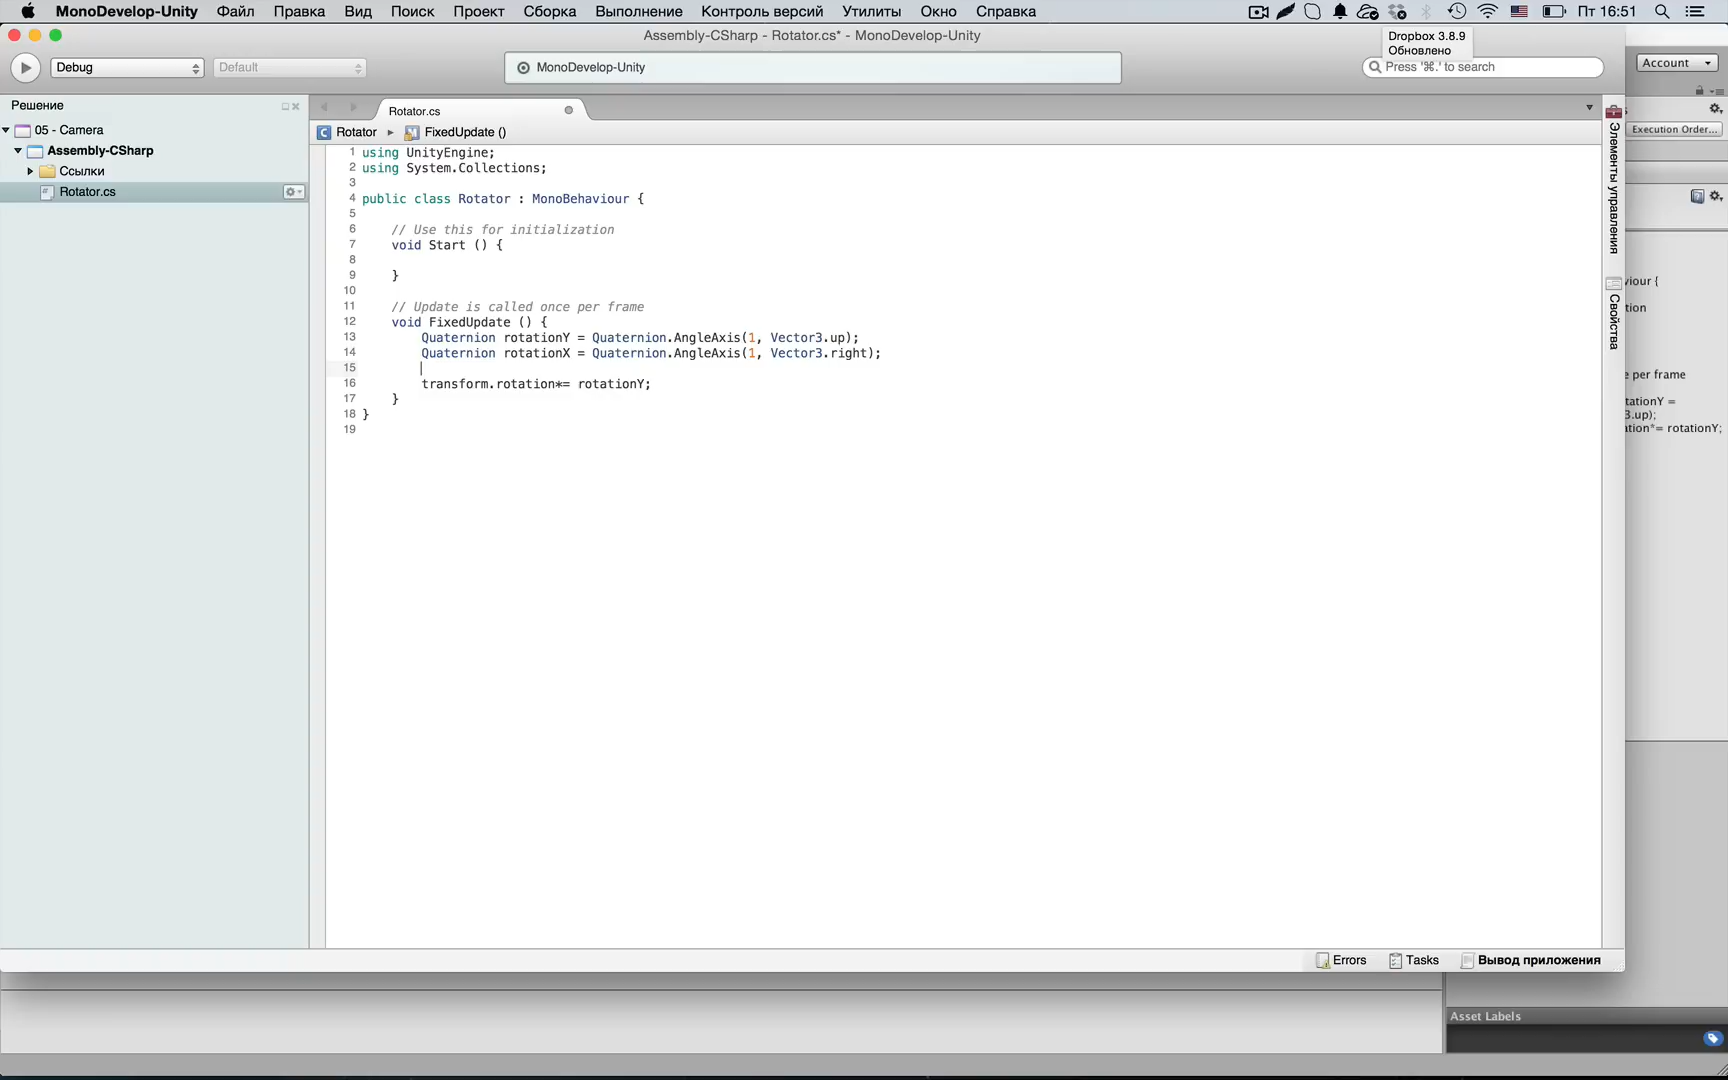 MonoDevelop-Unity Файл Правка Вид Поиск Проект Сборка Выполнение Контроль версий Утилиты Окно Справка Пт 16:51
Assembly-CSharp - Rotator.cs* - MonoDevelop-Unity
Dropbox 3.8.9
Обновлено
Debug Default MonoDevelop-Unity Press '⌘.' to search Account
Решение
Rotator.cs
Execution Order...
05 - Camera
Rotator ▸ FixedUpdate ()
Assembly-CSharp
Ссылки
Rotator.cs
1 using UnityEngine;
2 using System.Collections;
3
4 public class Rotator : MonoBehaviour {
5
6 // Use this for initialization
7 void Start () {
8
9 }
10
11 // Update is called once per frame
12 void FixedUpdate () {
13 Quaternion rotationY = Quaternion.AngleAxis(1, Vector3.up);
14 Quaternion rotationX = Quaternion.AngleAxis(1, Vector3.right);
15
16 transform.rotation*= rotationY;
17 }
18 }
19
Элементы управления
Свойства
viour {
tion
e per frame
tationY =
3.up);
ation*= rotationY;
Errors Tasks Вывод приложения
Asset Labels